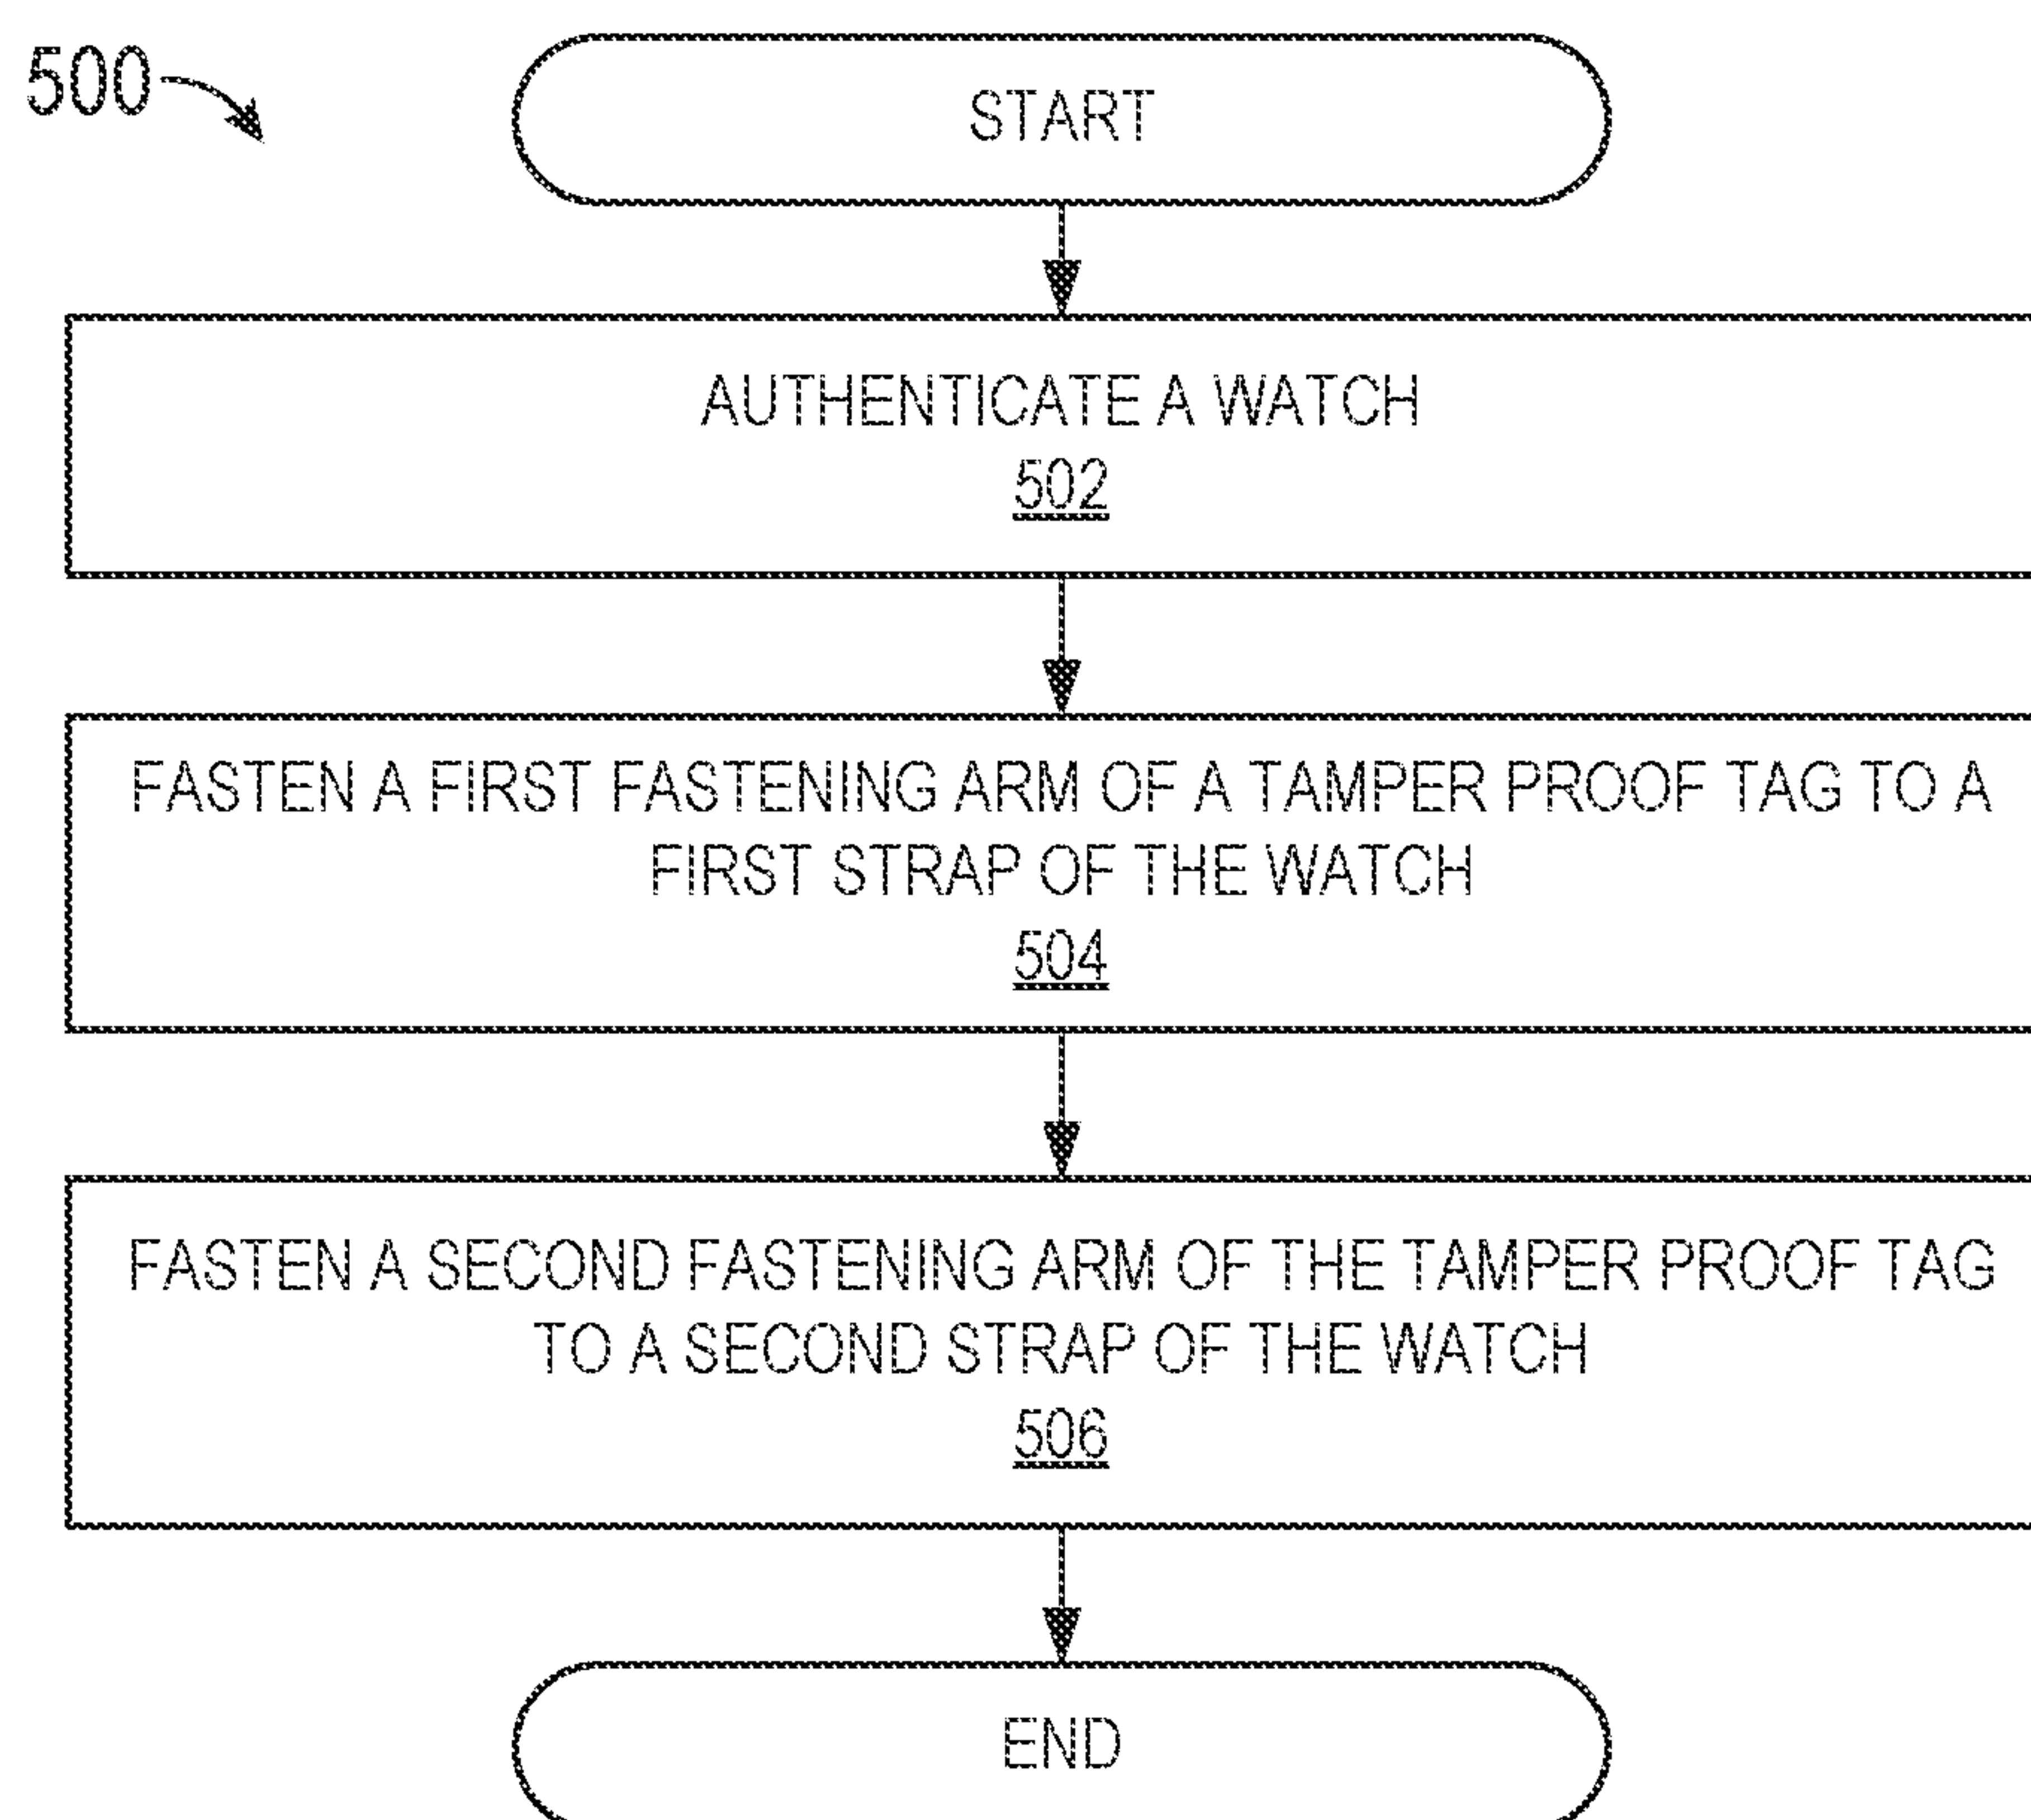 500
START
AUTHENTICATE A WATCH
502
FASTEN A FIRST FASTENING ARM OF A TAMPER PROOF TAG TO A
FIRST STRAP OF THE WATCH
504
FASTEN A SECOND FASTENING ARM OF THE TAMPER PROOF TAG
TO A SECOND STRAP OF THE WATCH
506
END